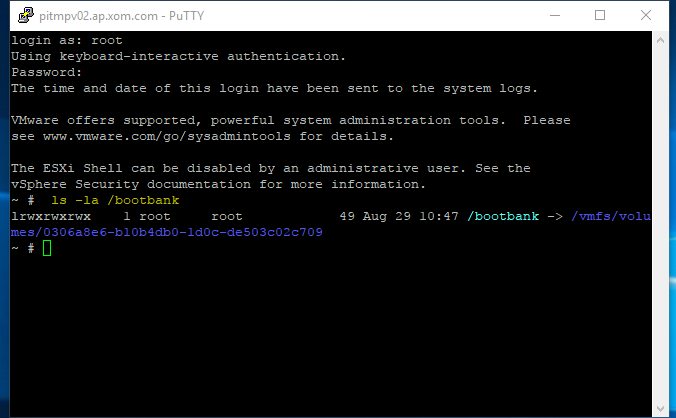 pitmpv02.ap.xom.com - PuTTY
login as: root
Using keyboard-interactive authentication.
Password:
The time and date of this login have been sent to the system logs.
VMware offers supported, powerful system administration tools.  Please
see www.vmware.com/go/sysadmintools for details.
The ESXi Shell can be disabled by an administrative user. See the
vSphere Security documentation for more information.
~ #  ls -la /bootbank
lrwxrwxrwx    1 root     root            49 Aug 29 10:47 /bootbank -> /vmfs/volu
mes/0306a8e6-b10b4db0-1d0c-de503c02c709
~ #